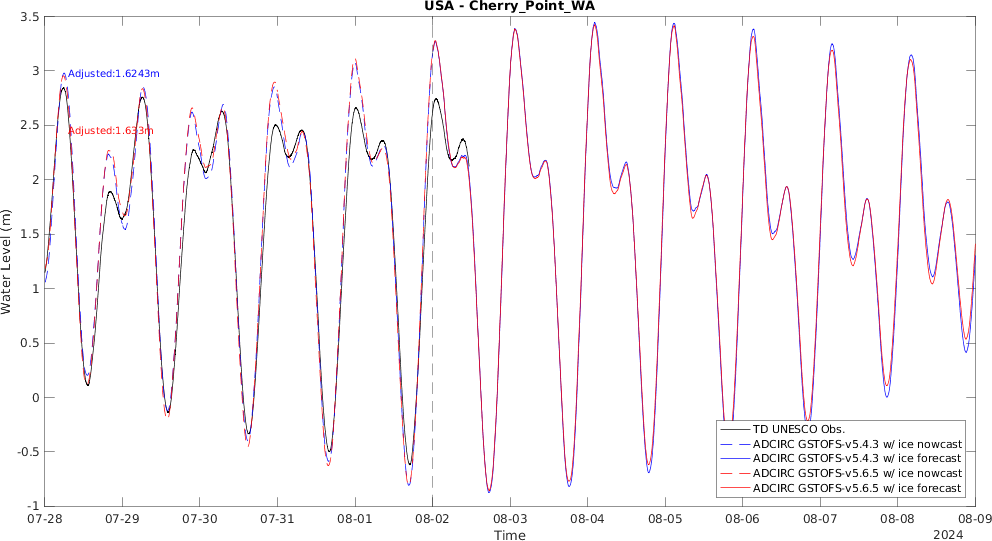 USA - Cherry_Point_WA
3.5
3
2.5
2
1.5
1
0.5
0
-0.5
-1
Water Level (m)
Adjusted:1.6243m
Adjusted:1.633m
TD UNESCO Obs.
ADCIRC GSTOFS-v5.4.3 w/ ice nowcast
ADCIRC GSTOFS-v5.4.3 w/ ice forecast
ADCIRC GSTOFS-v5.6.5 w/ ice nowcast
ADCIRC GSTOFS-v5.6.5 w/ ice forecast
07-28 07-29 07-30 07-31 08-01 08-02 08-03 08-04 08-05 08-06 08-07 08-08 08-09
Time
2024